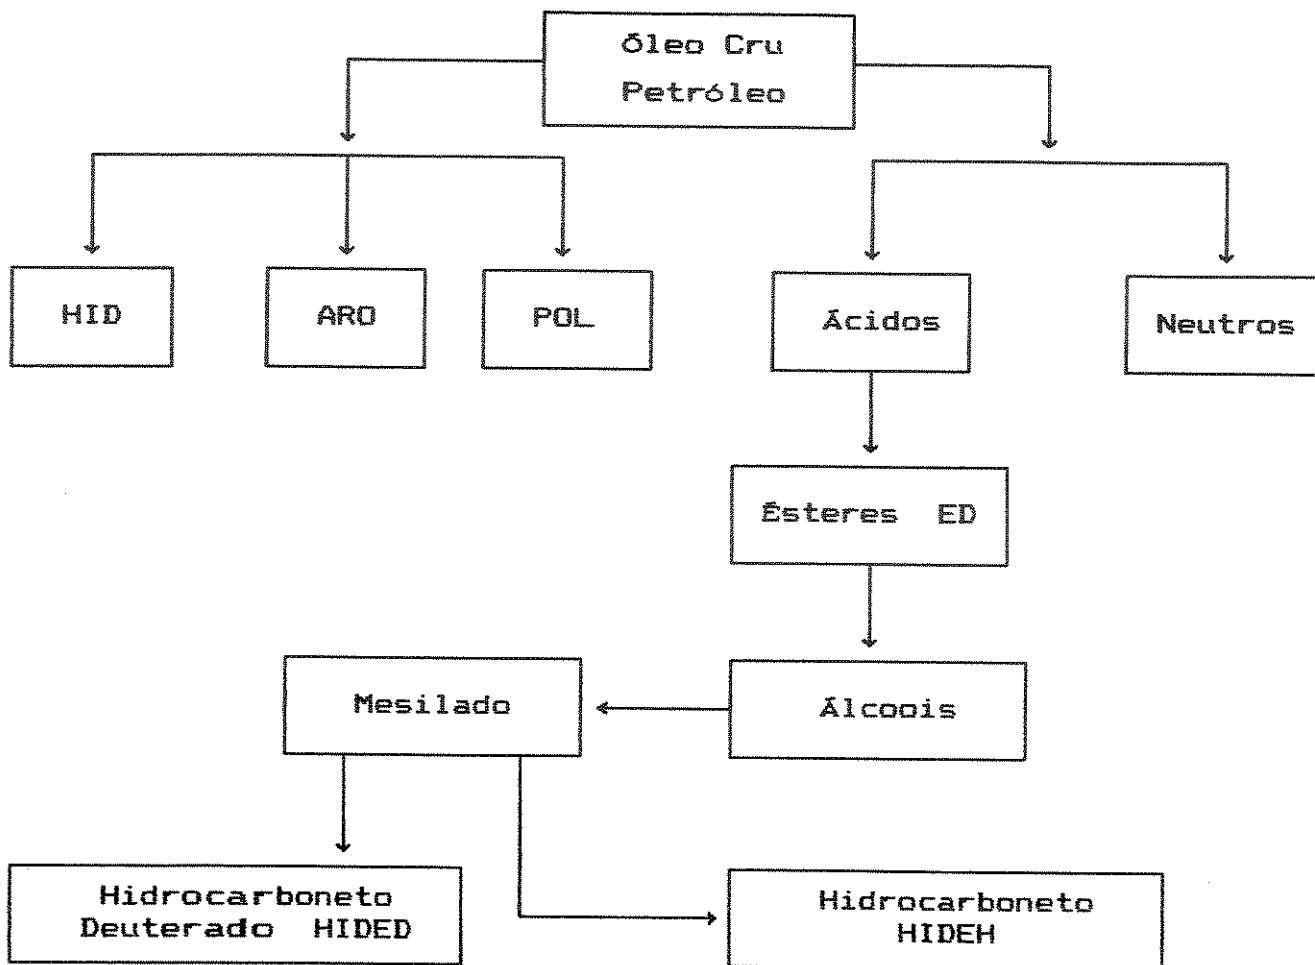 Óleo Cru
Petróleo
HID
ARO
POL
Ácidos
Neutros
Ésteres ED
Mesilado
Álcoois
Hidrocarboneto
Deuterado HIDED
Hidrocarboneto
HIDEH